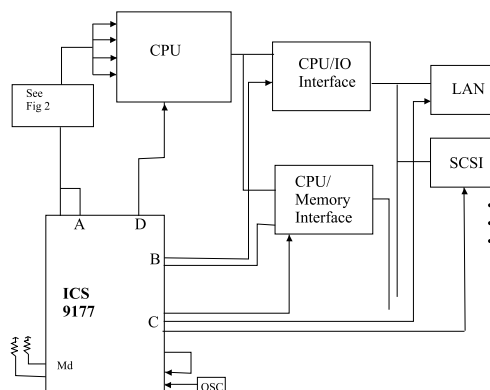 CPU
CPU/IO
Interface
See
Fig 2
LAN
SCSI
CPU/
Memory
Interface
A
D
B
ICS
9177
C
Md
OSC